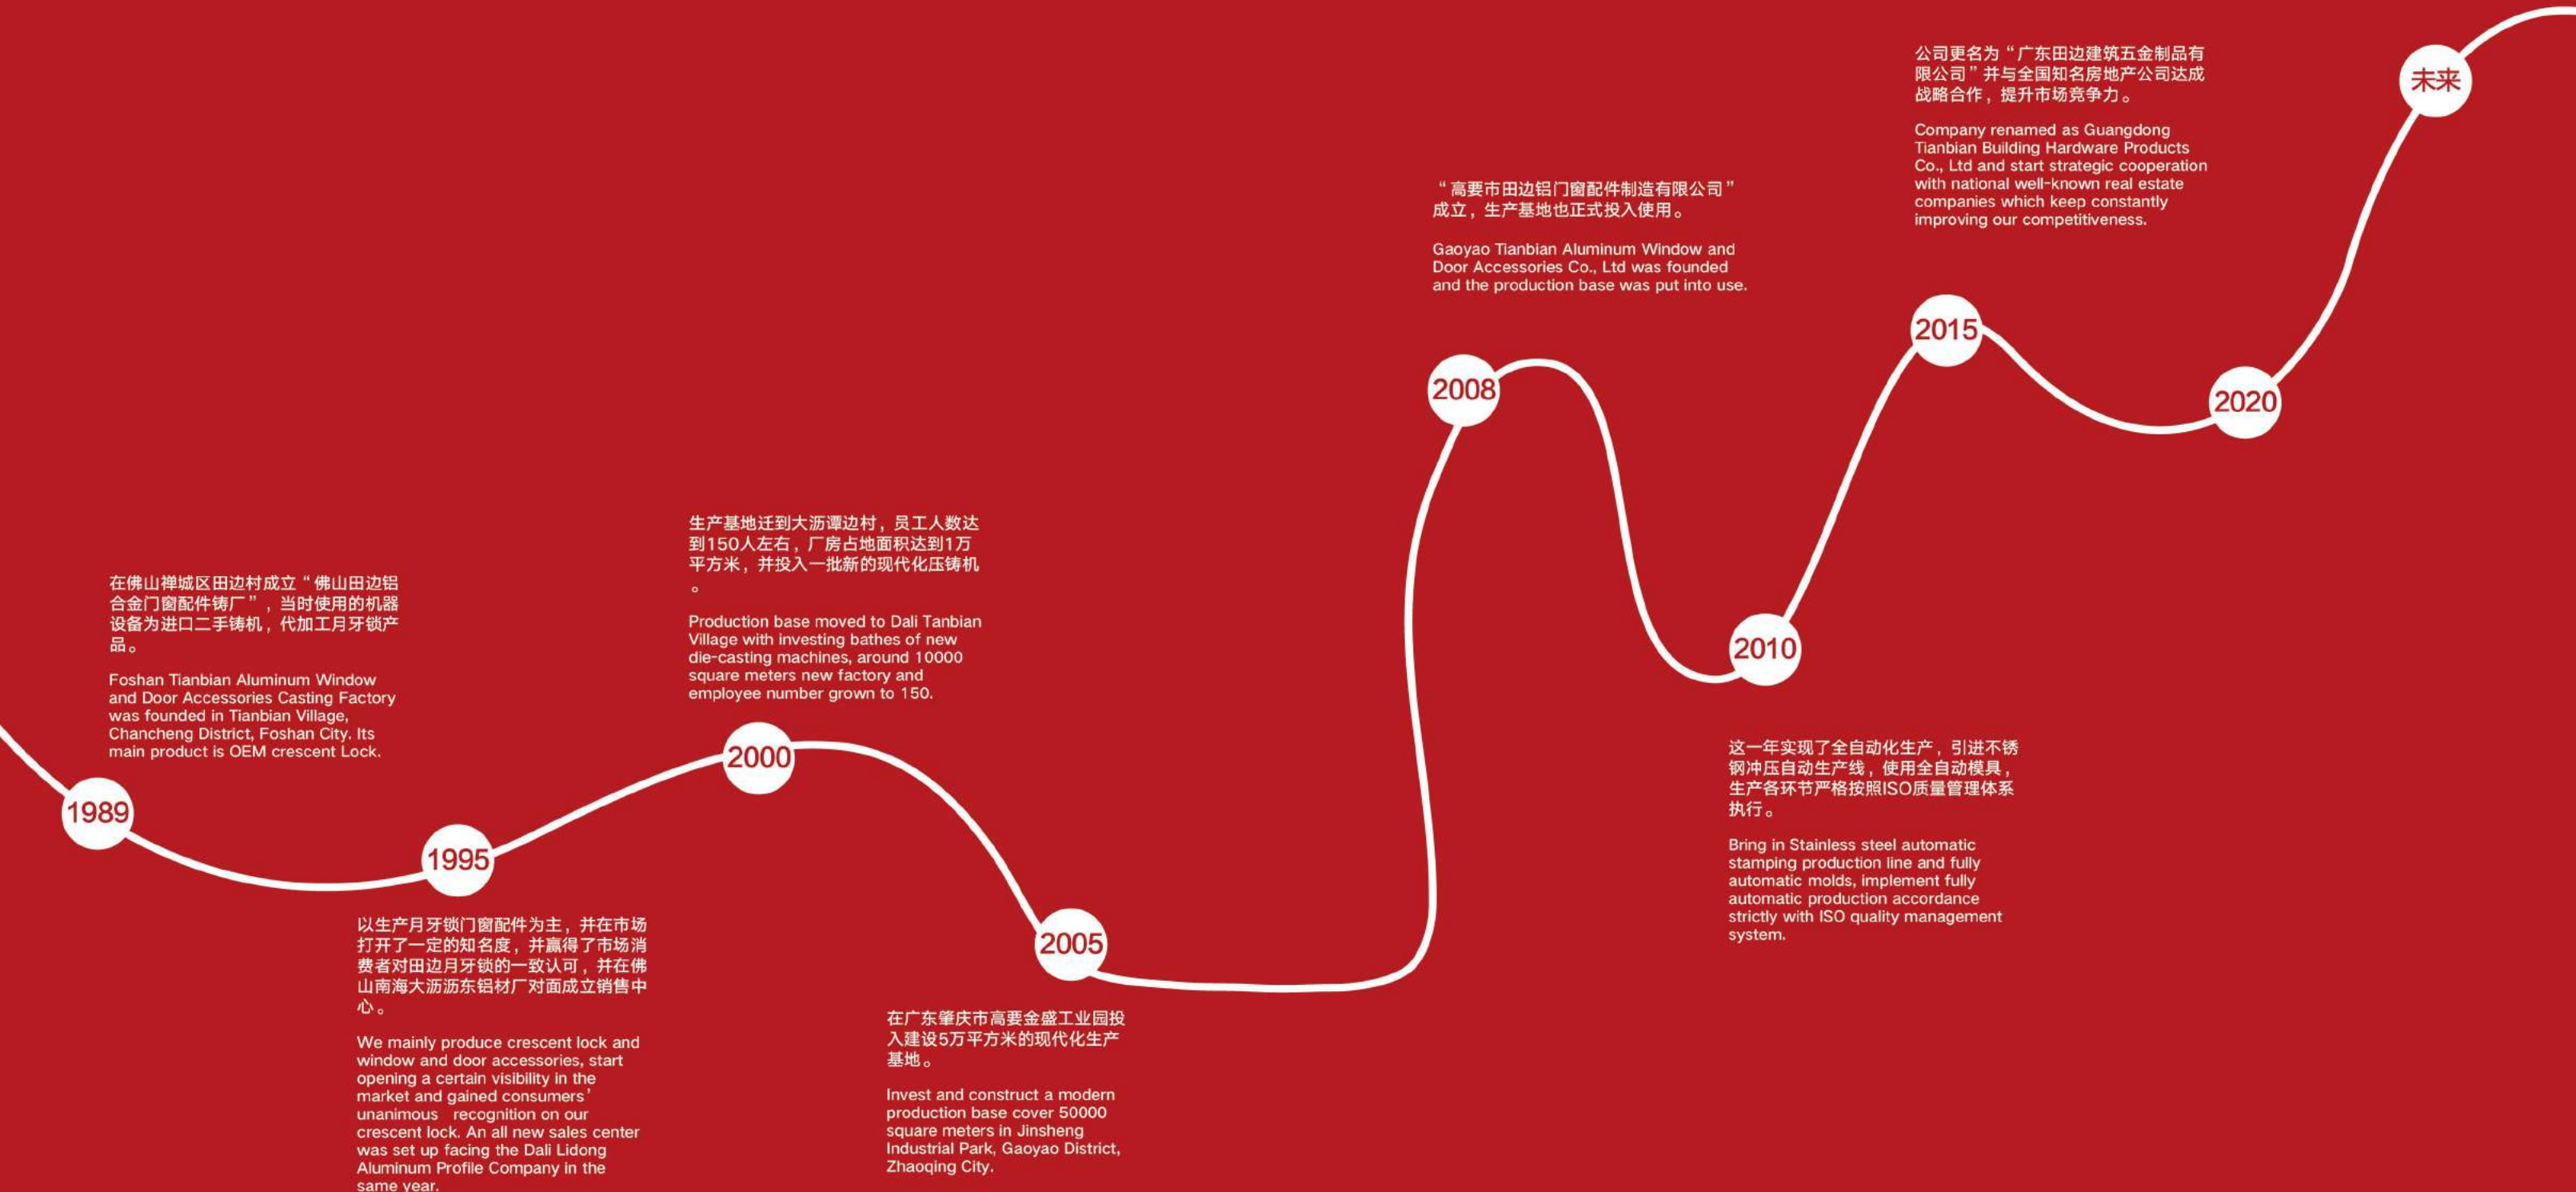 在佛山禅城区田边村成立“佛山田边铝
合金门窗配件铸厂”，当时使用的机器
设备为进口二手铸机，代加工月牙锁产
品。
Foshan Tianbian Aluminum Window
and Door Accessories Casting Factory
was founded in Tianbian Village,
Chancheng District, Foshan City. Its
main product is OEM crescent Lock.
1989
1995
以生产月牙锁门窗配件为主，并在市场
打开了一定的知名度，并赢得了市场消
费者对田边月牙锁的一致认可，并在佛
山南海大沥沥东铝材厂对面成立销售中
心。
We mainly produce crescent lock and
window and door accessories, start
opening a certain visibility in the
market and gained consumers’
unanimous recognition on our
crescent lock. An all new sales center
was set up facing the Dali Lidong
Aluminum Profile Company in the
same year.
生产基地迁到大沥谭边村，员工人数达
到150人左右，厂房占地面积达到1万
平方米，并投入一批新的现代化压铸机
。
Production base moved to Dali Tanbian
Village with investing bathes of new
die-casting machines, around 10000
square meters new factory and
employee number grown to 150.
2000
2005
在广东肇庆市高要金盛工业园投
入建设5万平方米的现代化生产
基地。
Invest and construct a modern
production base cover 50000
square meters in Jinsheng
Industrial Park, Gaoyao District,
Zhaoqing City.
“高要市田边铝门窗配件制造有限公司”
成立，生产基地也正式投入使用。
Gaoyao Tianbian Aluminum Window and
Door Accessories Co., Ltd was founded
and the production base was put into use.
2008
2010
这一年实现了全自动化生产，引进不锈
钢冲压自动生产线，使用全自动模具，
生产各环节严格按照ISO质量管理体系
执行。
Bring in Stainless steel automatic
stamping production line and fully
automatic molds, implement fully
automatic production accordance
strictly with ISO quality management
system.
公司更名为“广东田边建筑五金制品有
限公司”并与全国知名房地产公司达成
战略合作，提升市场竞争力。
Company renamed as Guangdong
Tianbian Building Hardware Products
Co., Ltd and start strategic cooperation
with national well-known real estate
companies which keep constantly
improving our competitiveness.
2015
2020
未来